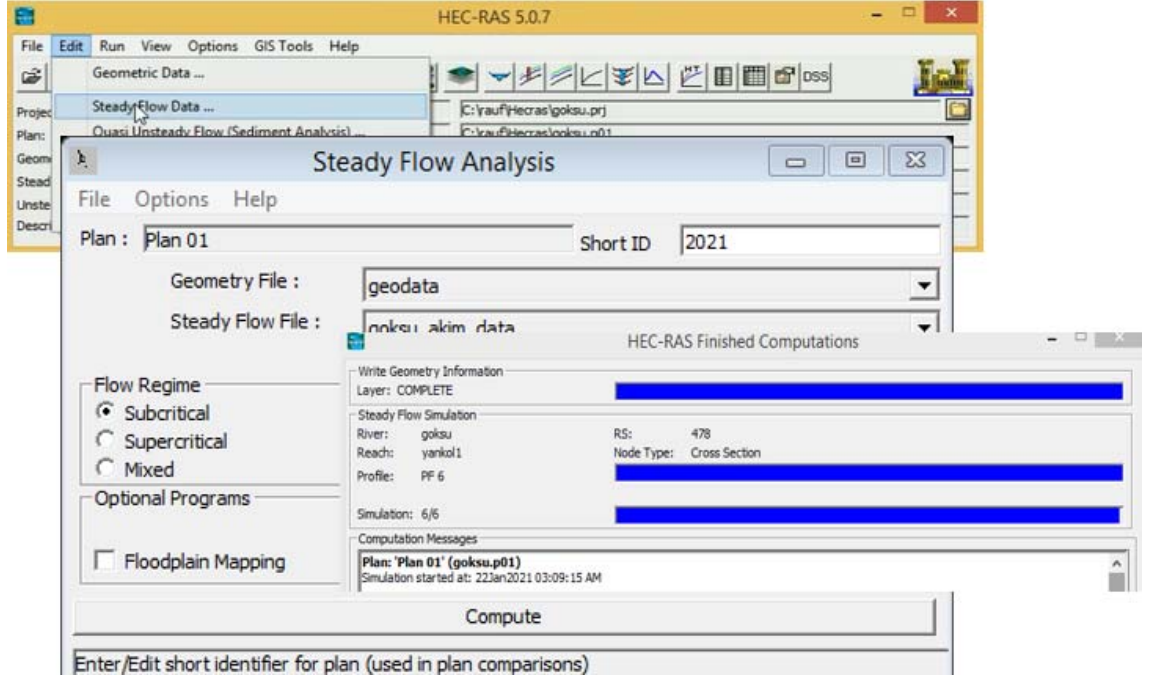 HEC-RAS 5.0.7
File Edit Run View Options GIS Tools Help
Geometric Data ...
DSS
Steady Flow Data ...
C:\rauf\Hecras\goksu.prj
Plan:
Quasi Unsteady Flow (Sediment Analysis) ...
C:\rauf\Hecras\goksu.p01
Steady Flow Analysis
File Options Help
Plan : Plan 01 Short ID 2021
Geometry File : geodata
Steady Flow File : goksu_akim_data
Flow Regime
Subcritical
Supercritical
Mixed
Optional Programs
Floodplain Mapping
Compute
Enter/Edit short identifier for plan (used in plan comparisons)
HEC-RAS Finished Computations
Write Geometry Information
Layer: COMPLETE
Steady Flow Simulation
River: goksu RS: 478
Reach: yankol1 Node Type: Cross Section
Profile: PF 6
Simulation: 6/6
Computation Messages
Plan: 'Plan 01' (goksu.p01)
Simulation started at: 22Jan2021 03:09:15 AM